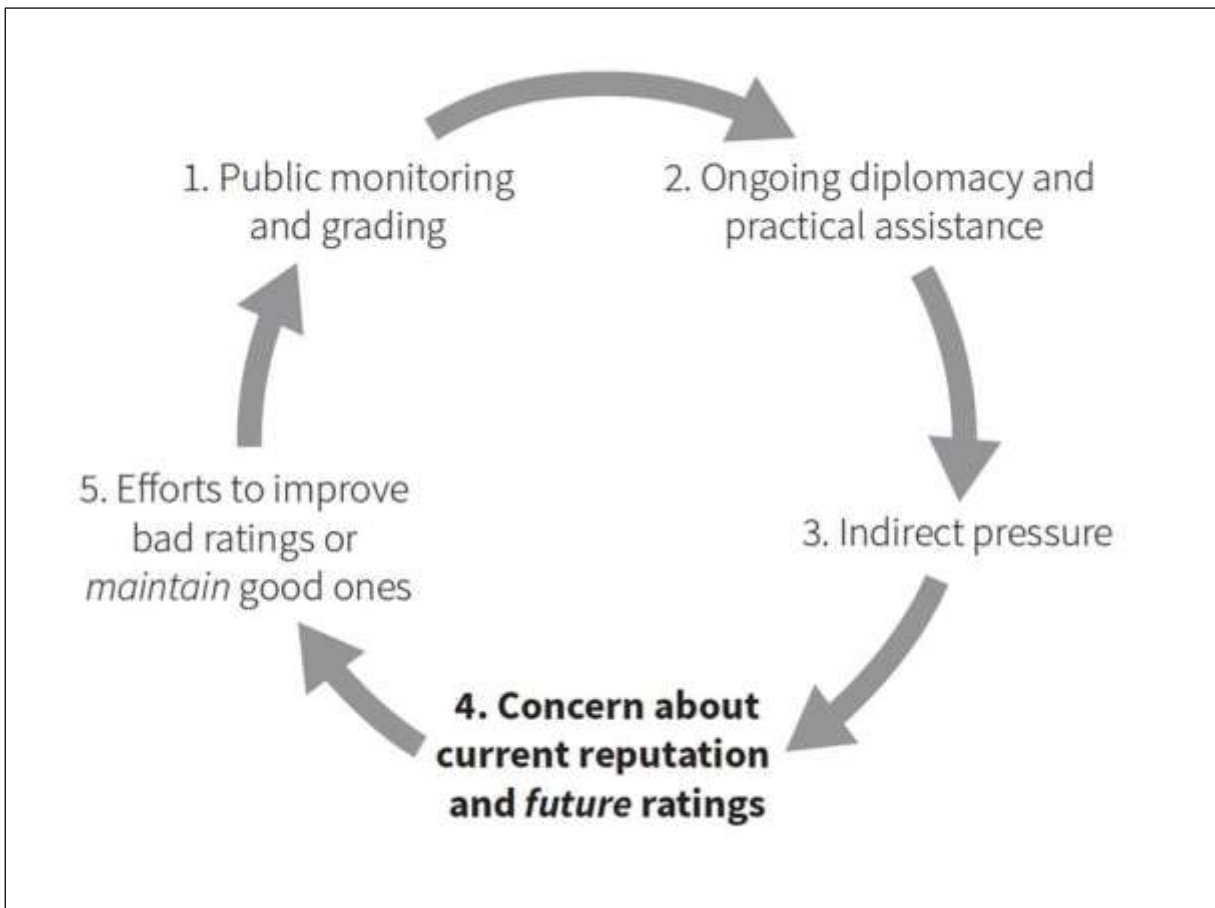 1. Public monitoring
and grading
2. Ongoing diplomacy and
practical assistance
3. Indirect pressure
4. Concern about
current reputation
and future ratings
5. Efforts to improve
bad ratings or
maintain good ones